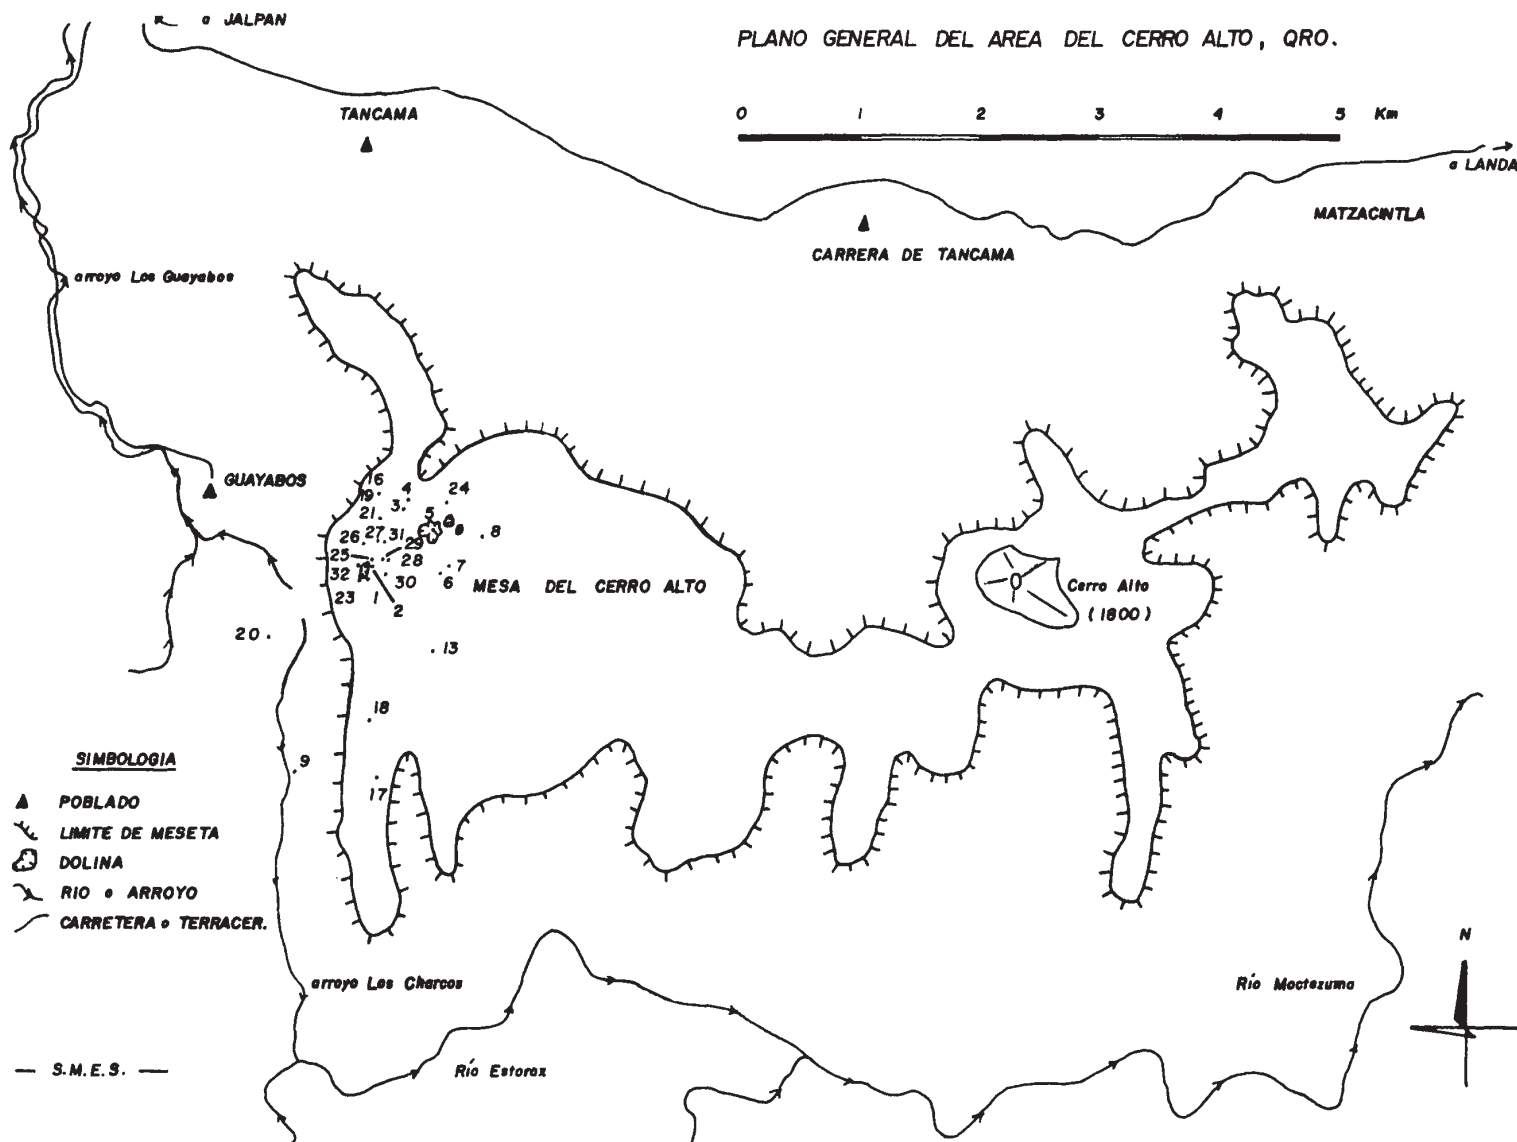 a JALPAN
PLANO GENERAL DEL AREA DEL CERRO ALTO, QRO.
TANCAMA
0 1 2 3 4 5 Km
a LANDA
MATZACINTLA
CARRERA DE TANCAMA
arroyo Los Guayabos
GUAYABOS
16
4
24
19
3
21
5
27
31
8
26
29
25
28
7
32
30
6
MESA DEL CERRO ALTO
Cerro Alto
(1800)
23
1
2
20
13
18
9
17
SIMBOLOGIA
POBLADO
LIMITE DE MESETA
DOLINA
RIO o ARROYO
CARRETERA o TERRACER.
N
arroyo Los Charcos
Río Moctezuma
— S.M.E.S. —
Río Estorax